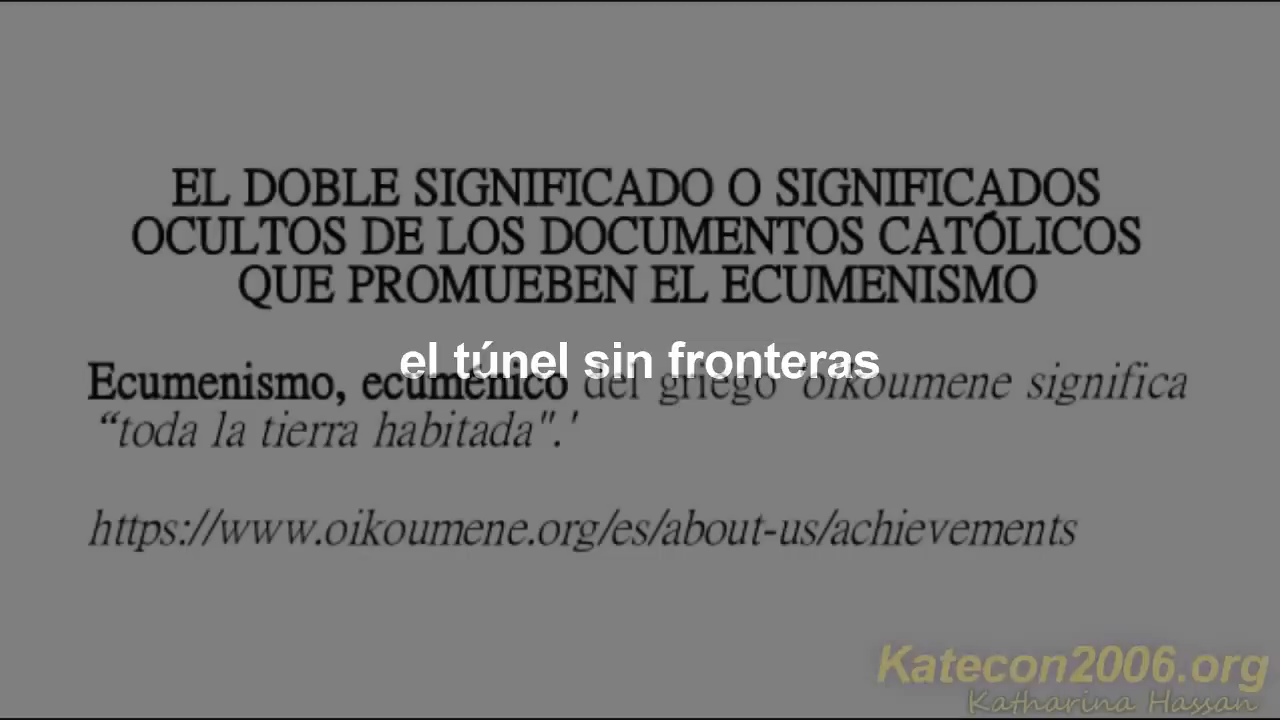 EL DOBLE SIGNIFICADO O SIGNIFICADOS
OCULTOS DE LOS DOCUMENTOS CATÓLICOS
QUE PROMUEBEN EL ECUMENISMO
el túnel sin fronteras
Ecumenismo, ecuménico del griego 'oikoumene significa
“toda la tierra habitada".'
https://www.oikoumene.org/es/about-us/achievements
Katecon2006.org
Katharina Hassan